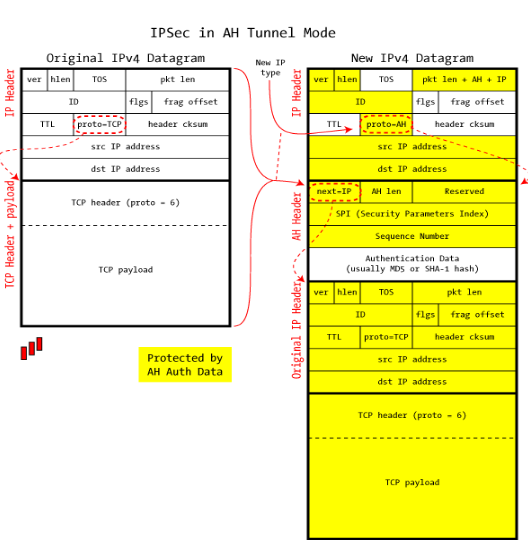 IPSec in AH Tunnel Mode
Original IPv4 Datagram
IP Header
ver hlen TOS pkt len
ID flgs frag offset
TTL proto=TCP header cksum
src IP address
dst IP address
TCP Header + payload
TCP header (proto = 6)
TCP payload
Protected by
AH Auth Data
New IP
type
New IPv4 Datagram
IP Header
ver hlen TOS pkt len + AH + IP
ID flgs frag offset
TTL proto=AH header cksum
src IP address
dst IP address
AH Header
next=IP AH len Reserved
SPI (Security Parameters Index)
Sequence Number
Authentication Data
(usually MD5 or SHA-1 hash)
Original IP Header
ver hlen TOS pkt len
ID flgs frag offset
TTL proto=TCP header cksum
src IP address
dst IP address
TCP header (proto = 6)
TCP payload